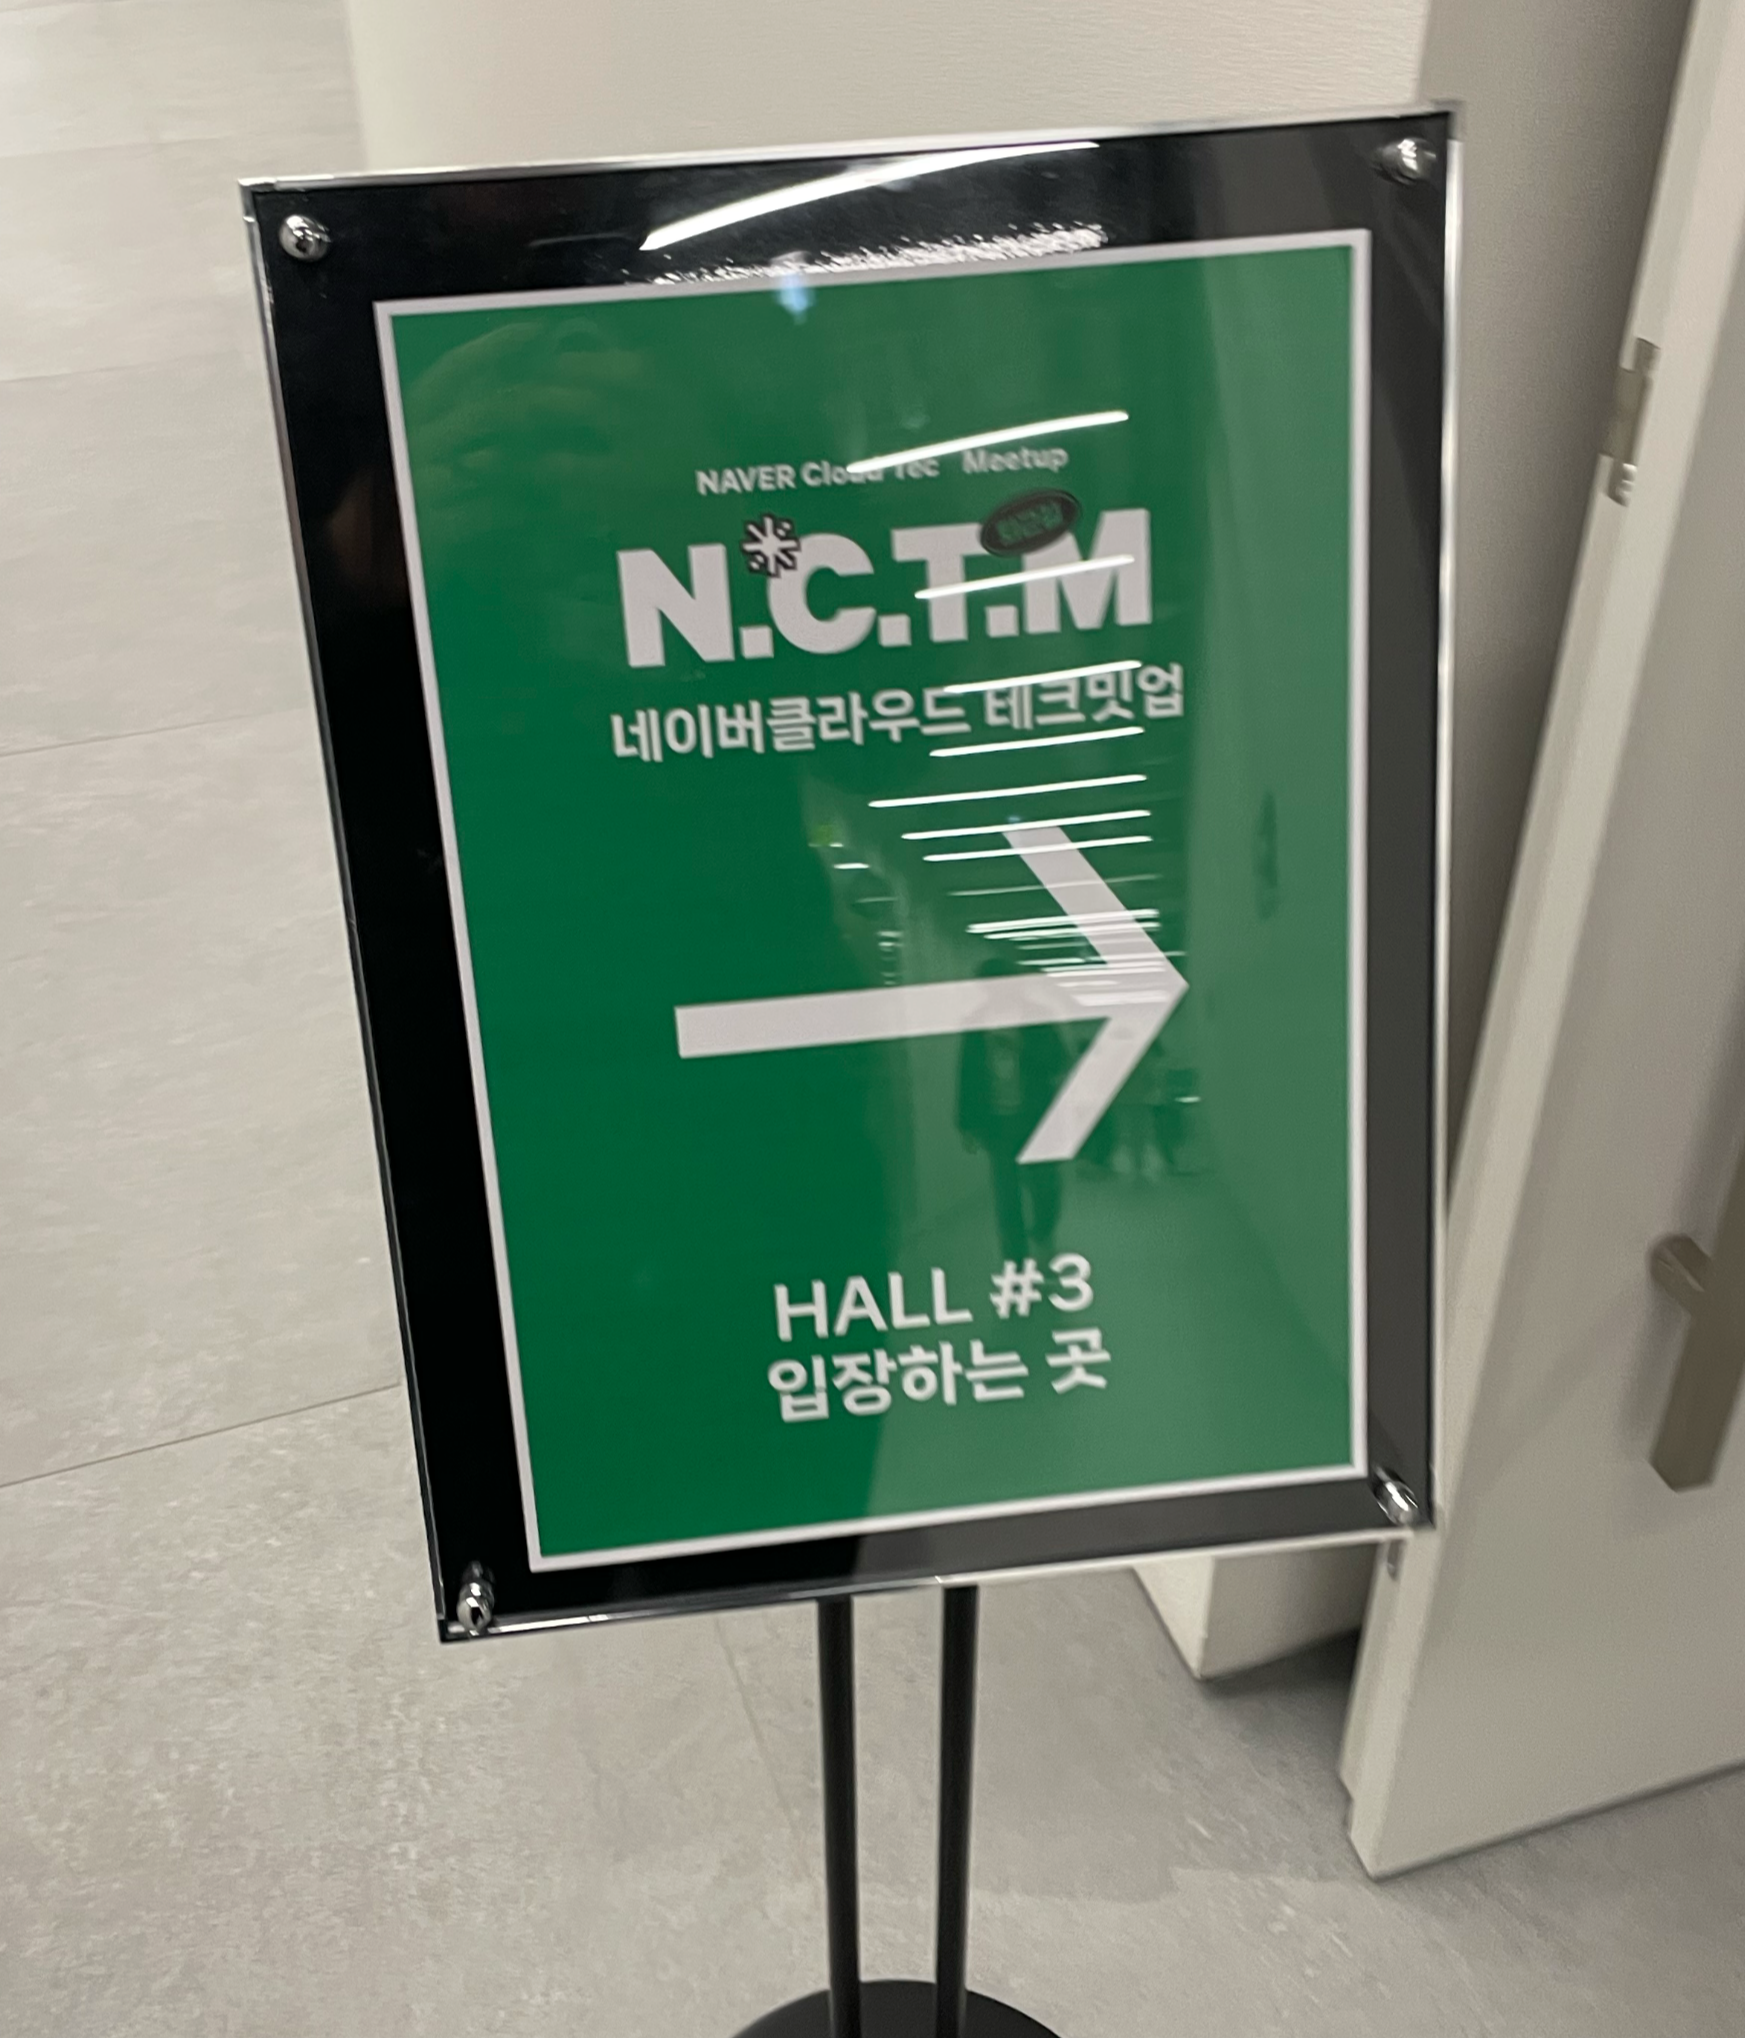 NAVER Cloud Tec Meetup
N.C.T.M
네이버클라우드 테크밋업
HALL #3
입장하는 곳